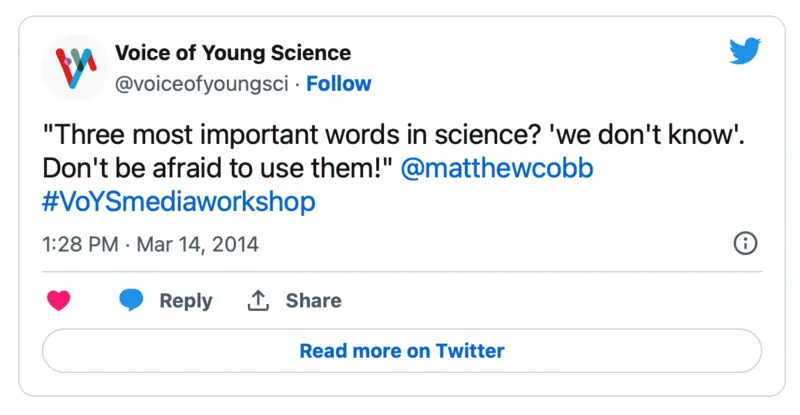 Voice of Young Science
@voiceofyoungsci · Follow
"Three most important words in science? 'we don't know'.
Don't be afraid to use them!" @matthewcobb
#VoYSmediaworkshop
1:28 PM · Mar 14, 2014
Reply Share
Read more on Twitter